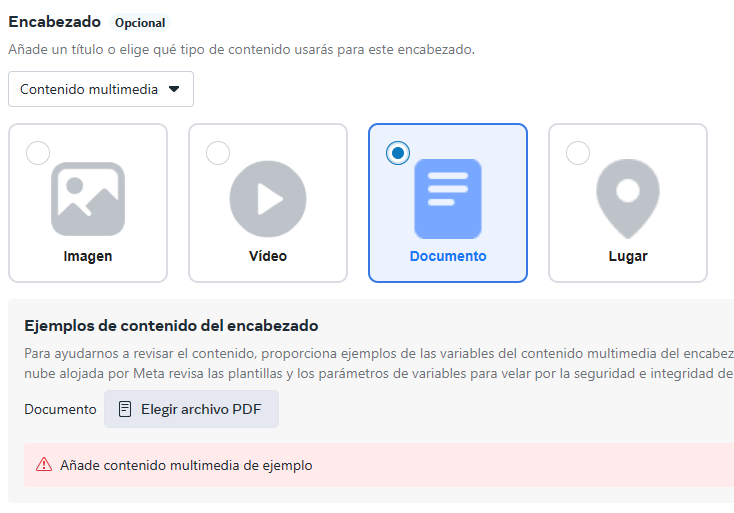 Encabezado Opcional
Añade un título o elige qué tipo de contenido usarás para este encabezado.
Contenido multimedia
Imagen
Vídeo
Documento
Lugar
Ejemplos de contenido del encabezado
Para ayudarnos a revisar el contenido, proporciona ejemplos de las variables del contenido multimedia del
nube alojada por Meta revisa las plantillas y los parámetros de variables para velar por la seguridad e integridad de
Documento Elegir archivo PDF
Añade contenido multimedia de ejemplo